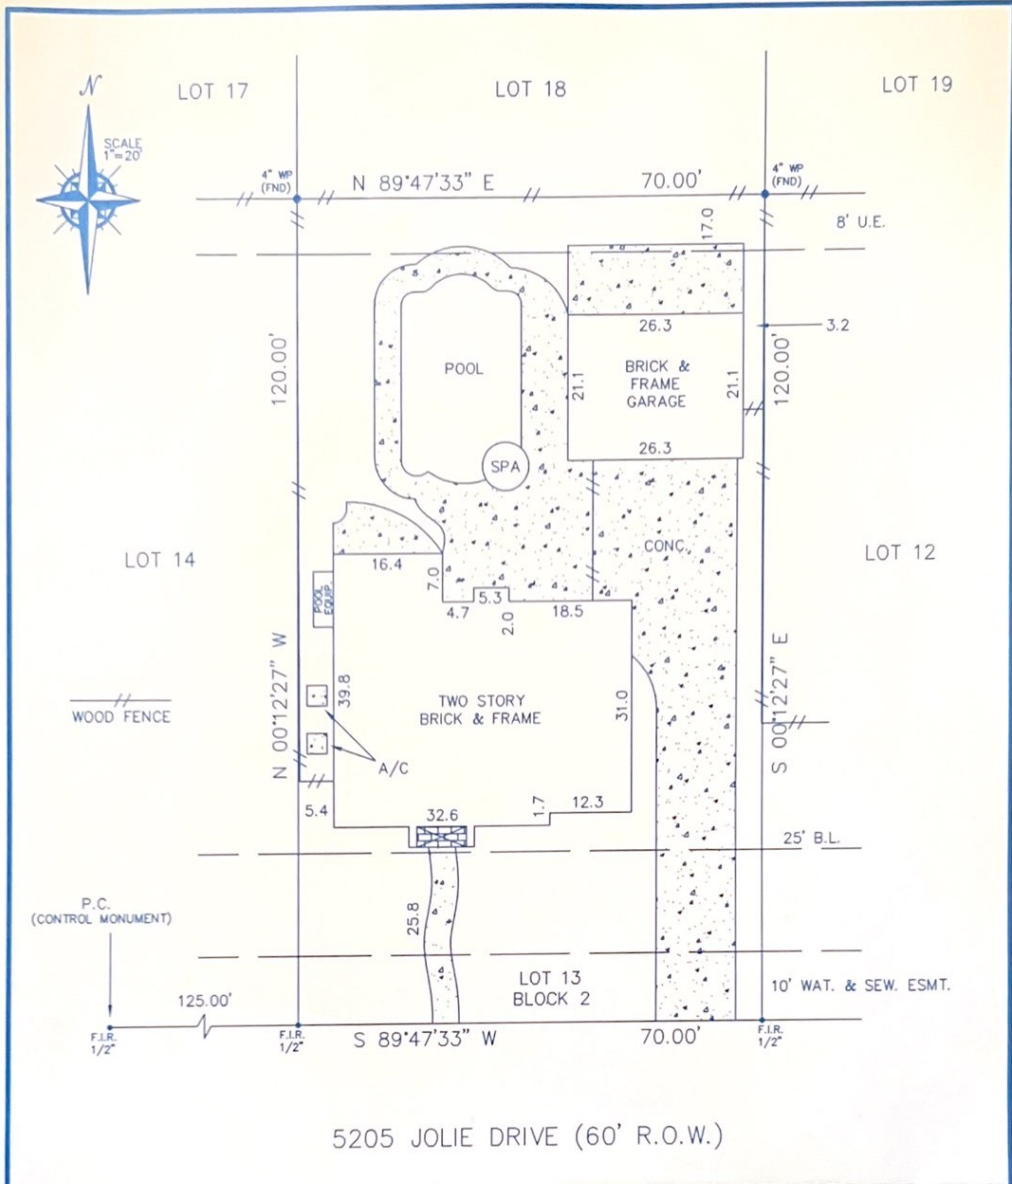 LOT 17
LOT 18
LOT 19
N
SCALE
1"=20'
4" WP
(FND)
N 89°47'33" E
70.00'
4" WP
(FND)
17.0
8' U.E.
120.00'
POOL
26.3
3.2
21.1
BRICK &
FRAME
GARAGE
21.1
120.00'
26.3
SPA
LOT 14
CONC.
LOT 12
16.4
7.0
POOL
EQUIP.
4.7
5.3
2.0
18.5
N 00°12'27" W
39.8
TWO STORY
BRICK & FRAME
31.0
S 00°12'27" E
WOOD FENCE
A/C
5.4
32.6
1.7
12.3
25' B.L.
P.C.
(CONTROL MONUMENT)
25.8
LOT 13
BLOCK 2
10' WAT. & SEW. ESMT.
125.00'
F.I.R.
1/2"
F.I.R.
1/2"
S 89°47'33" W
70.00'
F.I.R.
1/2"
5205 JOLIE DRIVE (60' R.O.W.)